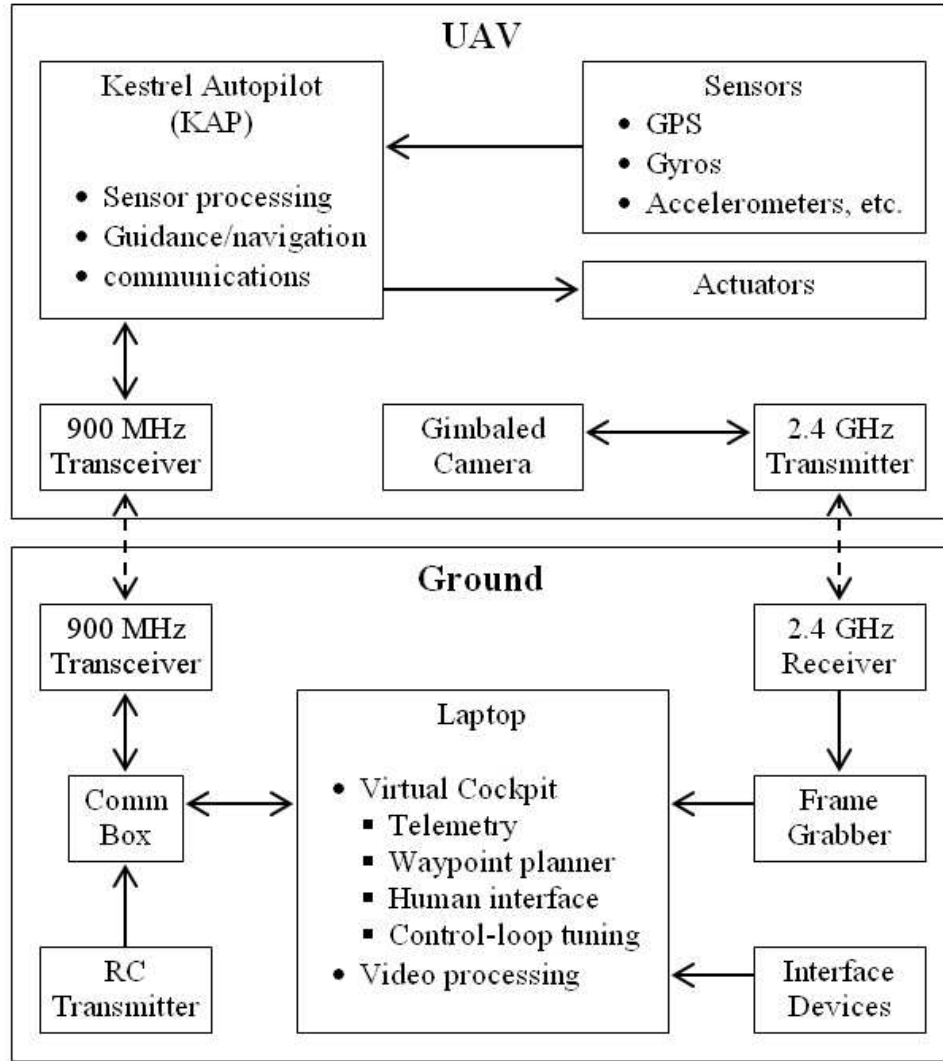 UAV
Kestrel Autopilot
(KAP)
• Sensor processing
• Guidance/navigation
• communications
Sensors
• GPS
• Gyros
• Accelerometers, etc.
Actuators
900 MHz
Transceiver
Gimbaled
Camera
2.4 GHz
Transmitter
Ground
900 MHz
Transceiver
2.4 GHz
Receiver
Laptop
• Virtual Cockpit
▪ Telemetry
▪ Waypoint planner
▪ Human interface
▪ Control-loop tuning
• Video processing
Comm
Box
Frame
Grabber
RC
Transmitter
Interface
Devices